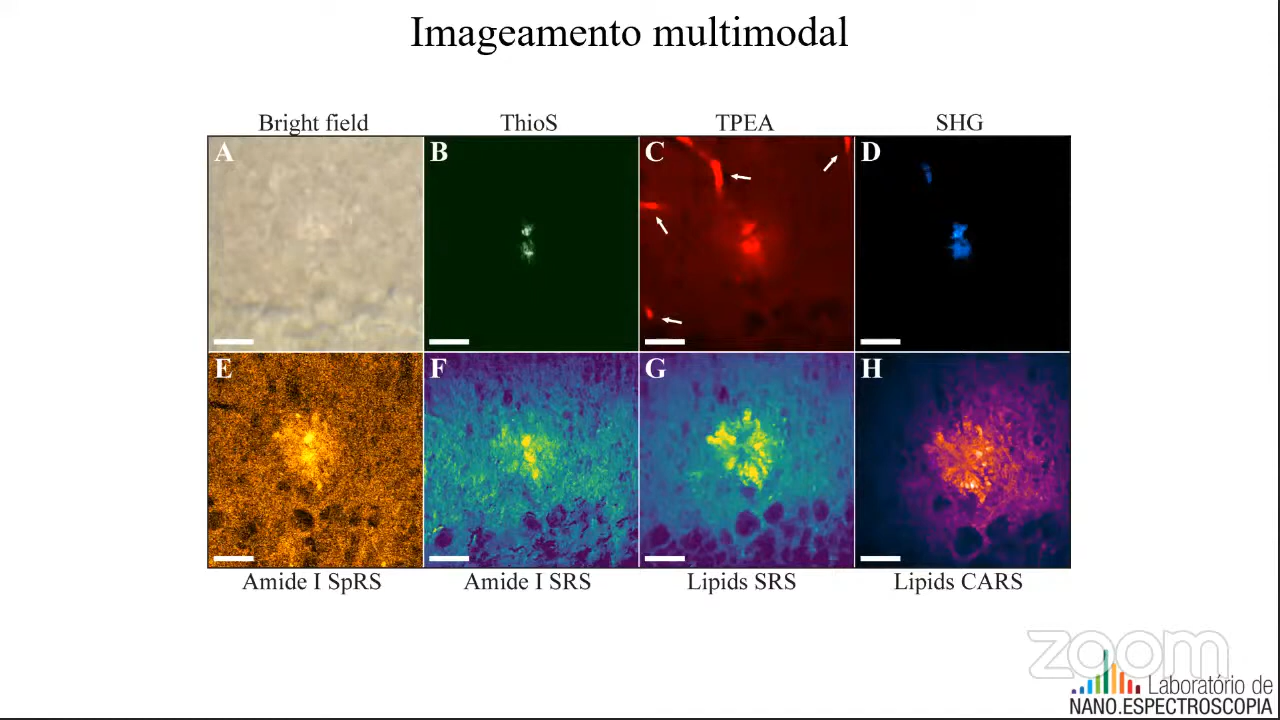 Imageamento multimodal
Bright field ThioS TPEA SHG
A B C D
E F G H
Amide I SpRS Amide I SRS Lipids SRS Lipids CARS
zoom
Laboratório de
NANO.ESPECTROSCOPIA